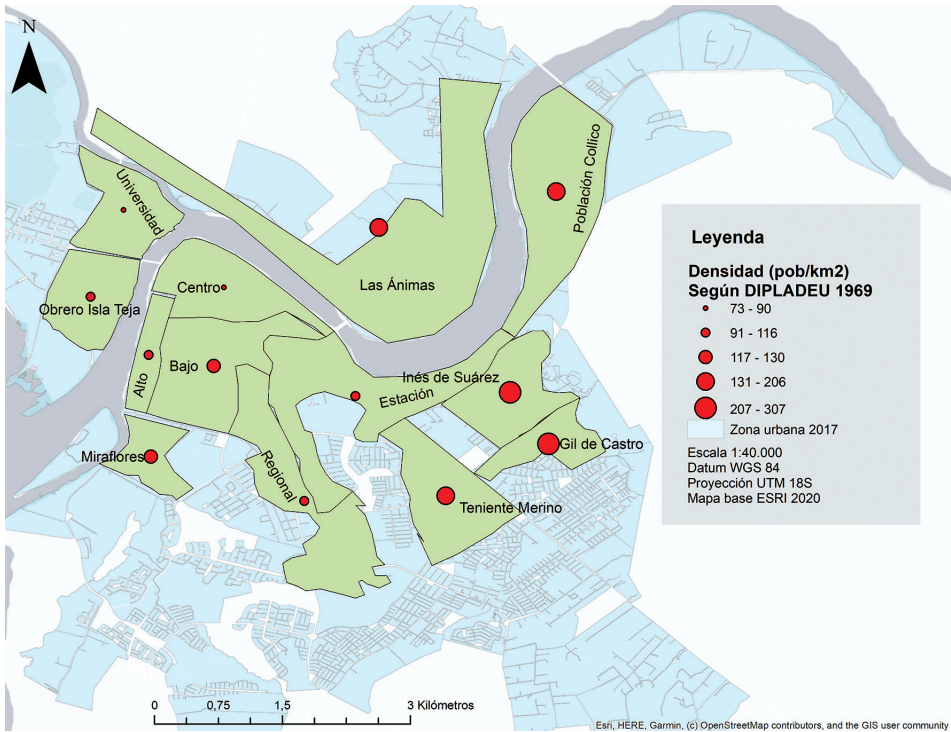 N
Universidad
Población Collico
Las Ánimas
Centro
Obrero Isla Teja
Alto
Bajo
Inés de Suárez
Estación
Gil de Castro
Miraflores
Regional
Teniente Merino
Leyenda
Densidad (pob/km2)
Según DIPLADEU 1969
73 - 90
91 - 116
117 - 130
131 - 206
207 - 307
Zona urbana 2017
Escala 1:40.000
Datum WGS 84
Proyección UTM 18S
Mapa base ESRI 2020
0 0,75 1,5 3 Kilómetros
Esri, HERE, Garmin, (c) OpenStreetMap contributors, and the GIS user community